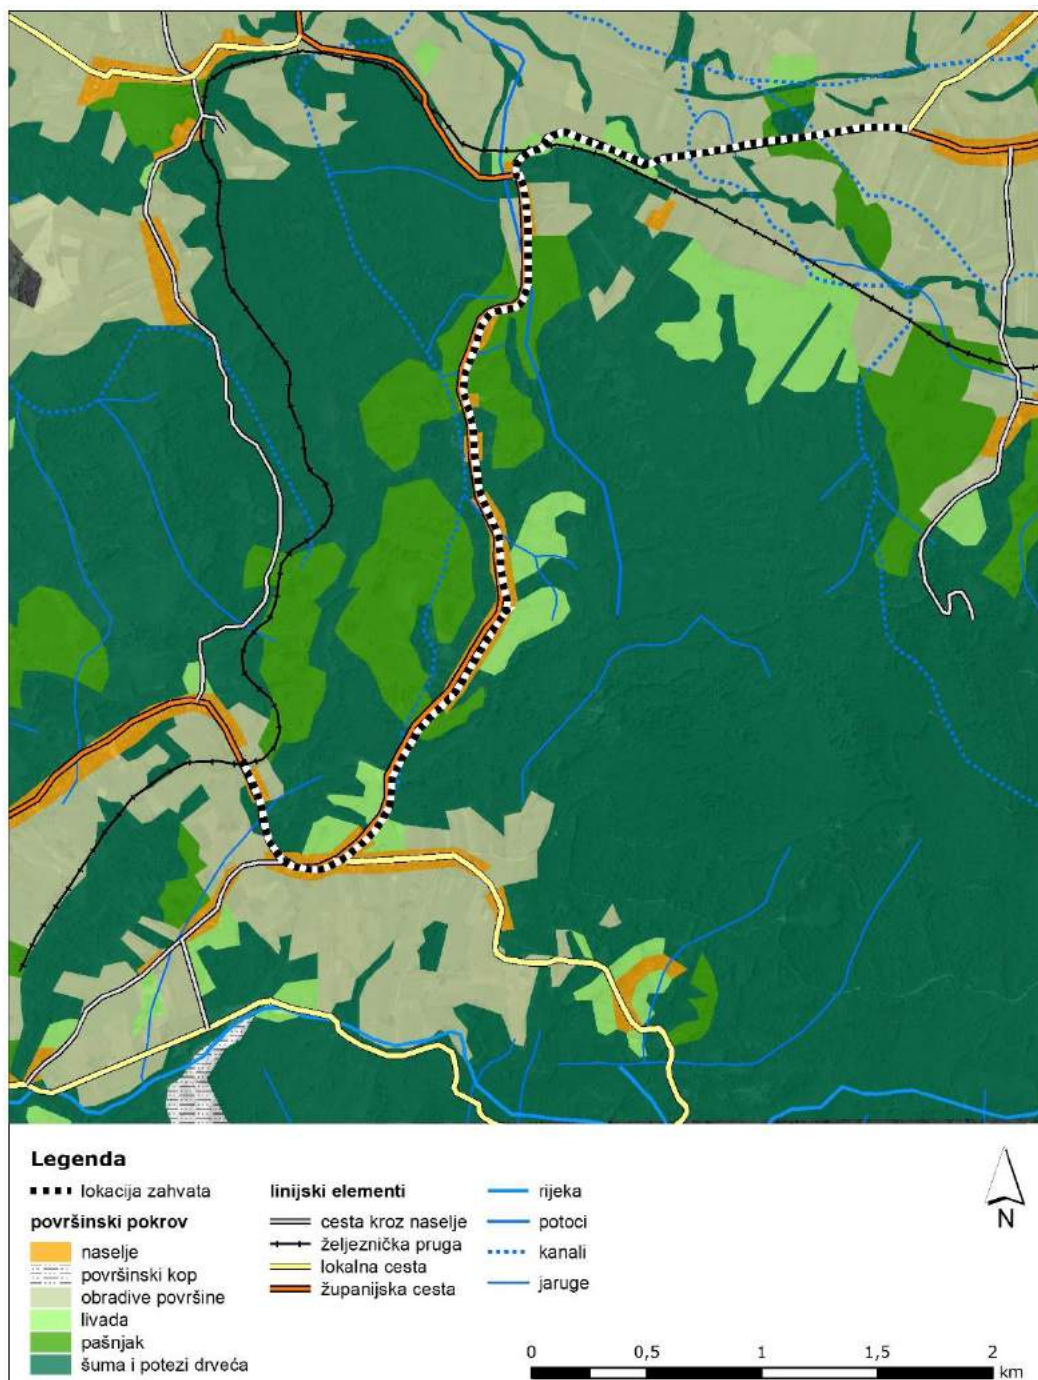 Legenda
lokacija zahvata
površinski pokrov
naselje
površinski kop
obradive površine
livada
pašnjak
šuma i potezi drveća
linijski elementi
cesta kroz naselje
željeznička pruga
lokalna cesta
županijska cesta
rijeka
potoci
kanali
jaruge
N
0 0,5 1 1,5 2
km